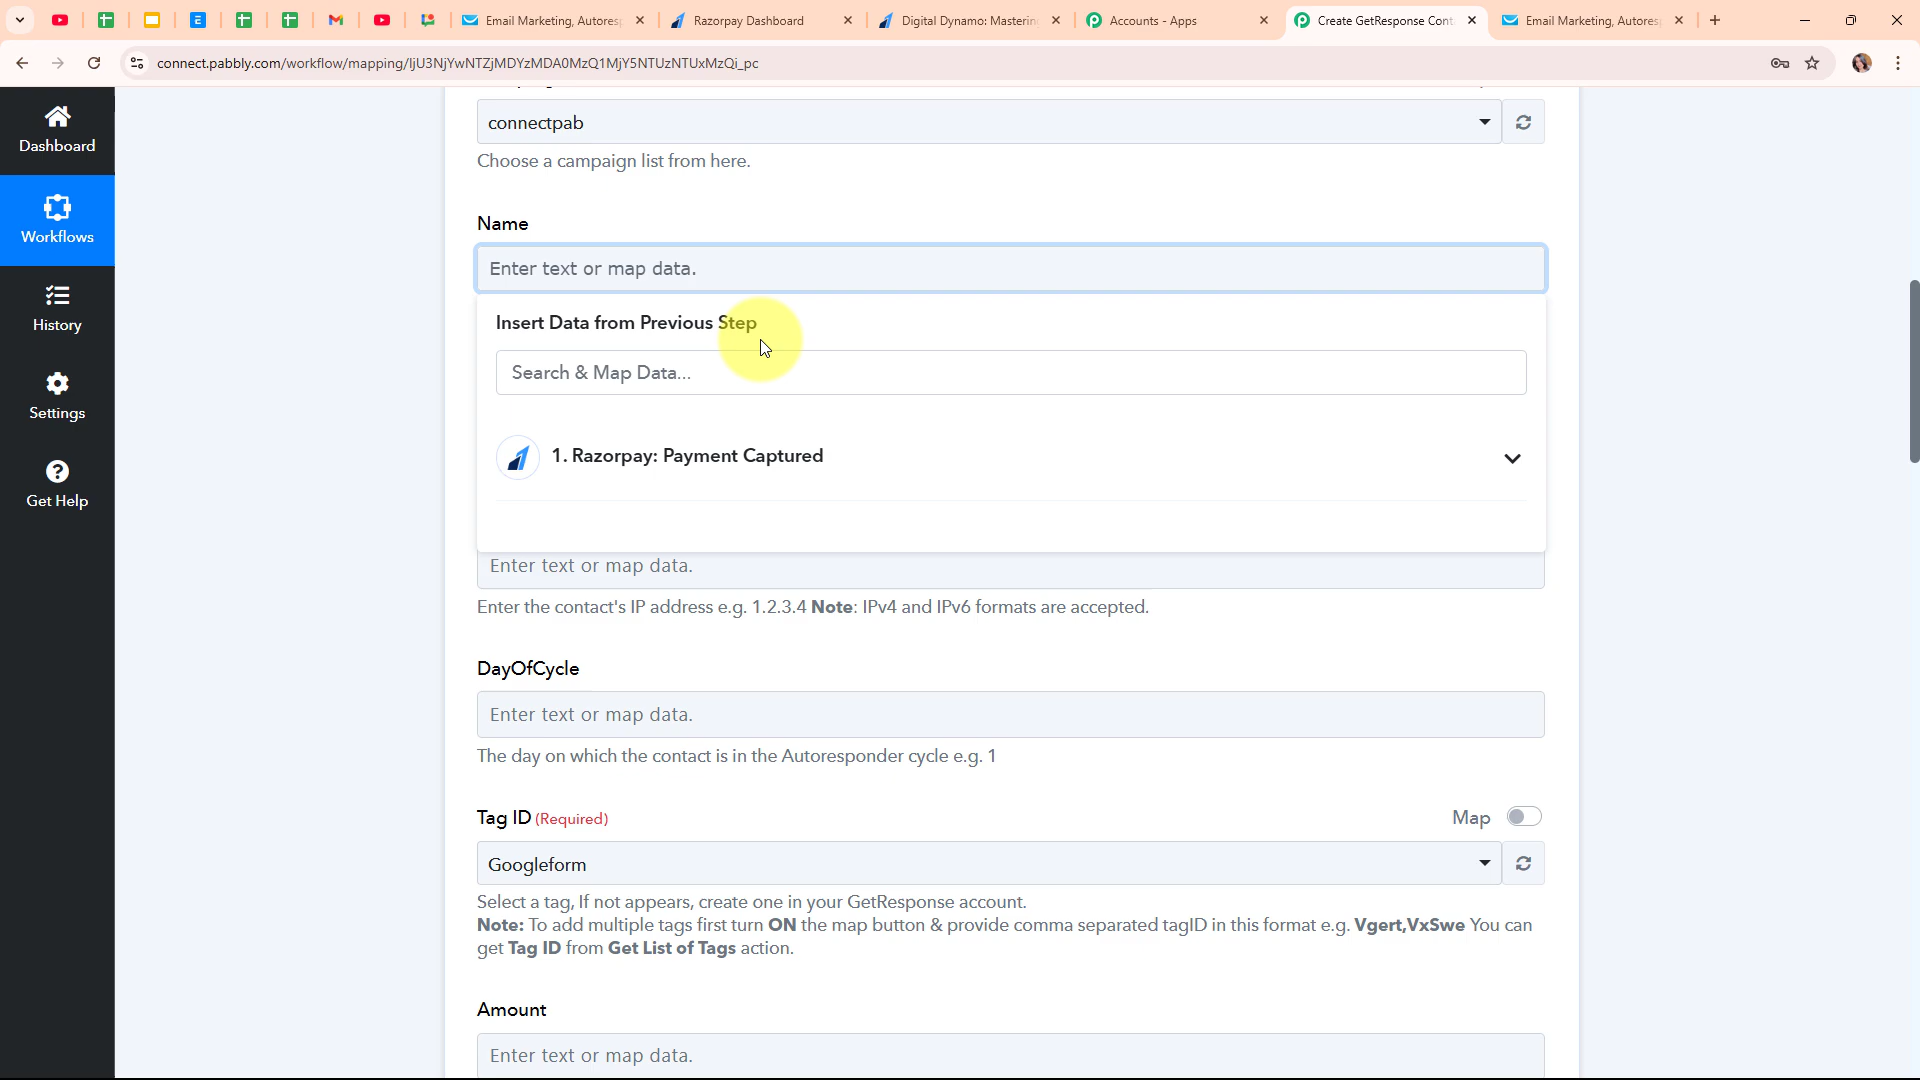 Email Marketing, Autores
Razorpay Dashboard
Digital Dynamo: Masterin
Accounts - Apps
Create GetResponse Cont
Email Marketing, Autores
connect.pabbly.com/workflow/mapping/IjU3NjYwNTZjMDYzMDA0MzQ1MjY5NTUzNTUxMzQi_pc
Dashboard
Workflows
History
Settings
Get Help
connectpab
Choose a campaign list from here.
Name
Enter text or map data.
Insert Data from Previous Step
Search & Map Data...
1. Razorpay: Payment Captured
Enter text or map data.
Enter the contact's IP address e.g. 1.2.3.4 Note: IPv4 and IPv6 formats are accepted.
DayOfCycle
Enter text or map data.
The day on which the contact is in the Autoresponder cycle e.g. 1
Tag ID (Required)
Map
Googleform
Select a tag, If not appears, create one in your GetResponse account.
Note: To add multiple tags first turn ON the map button & provide comma separated tagID in this format e.g. Vgert,VxSwe You can
get Tag ID from Get List of Tags action.
Amount
Enter text or map data.